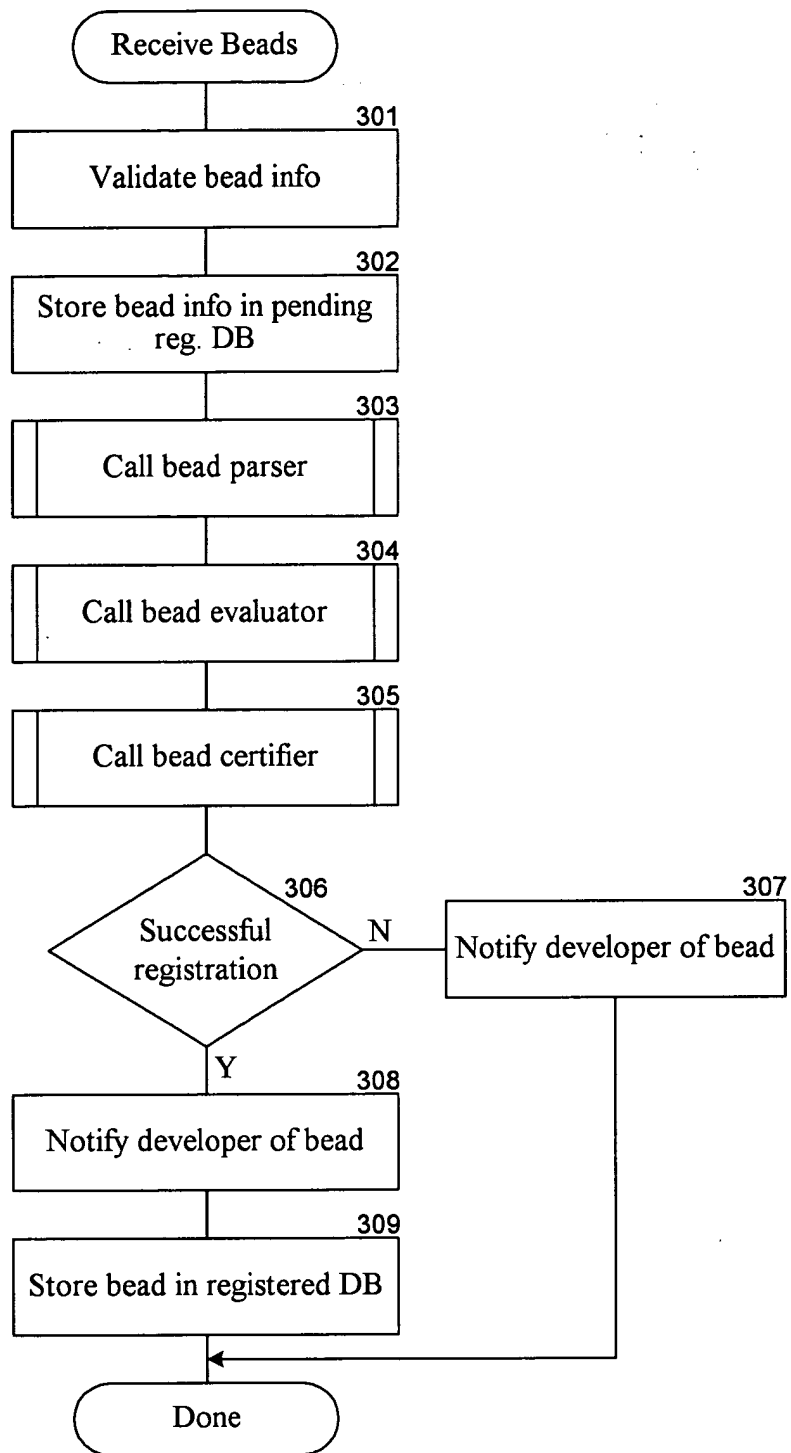 Receive Beads
301
Validate bead info
302
Store bead info in pending
reg. DB
303
Call bead parser
304
Call bead evaluator
305
Call bead certifier
306
Successful
registration
N
307
Notify developer of bead
Y
308
Notify developer of bead
309
Store bead in registered DB
Done